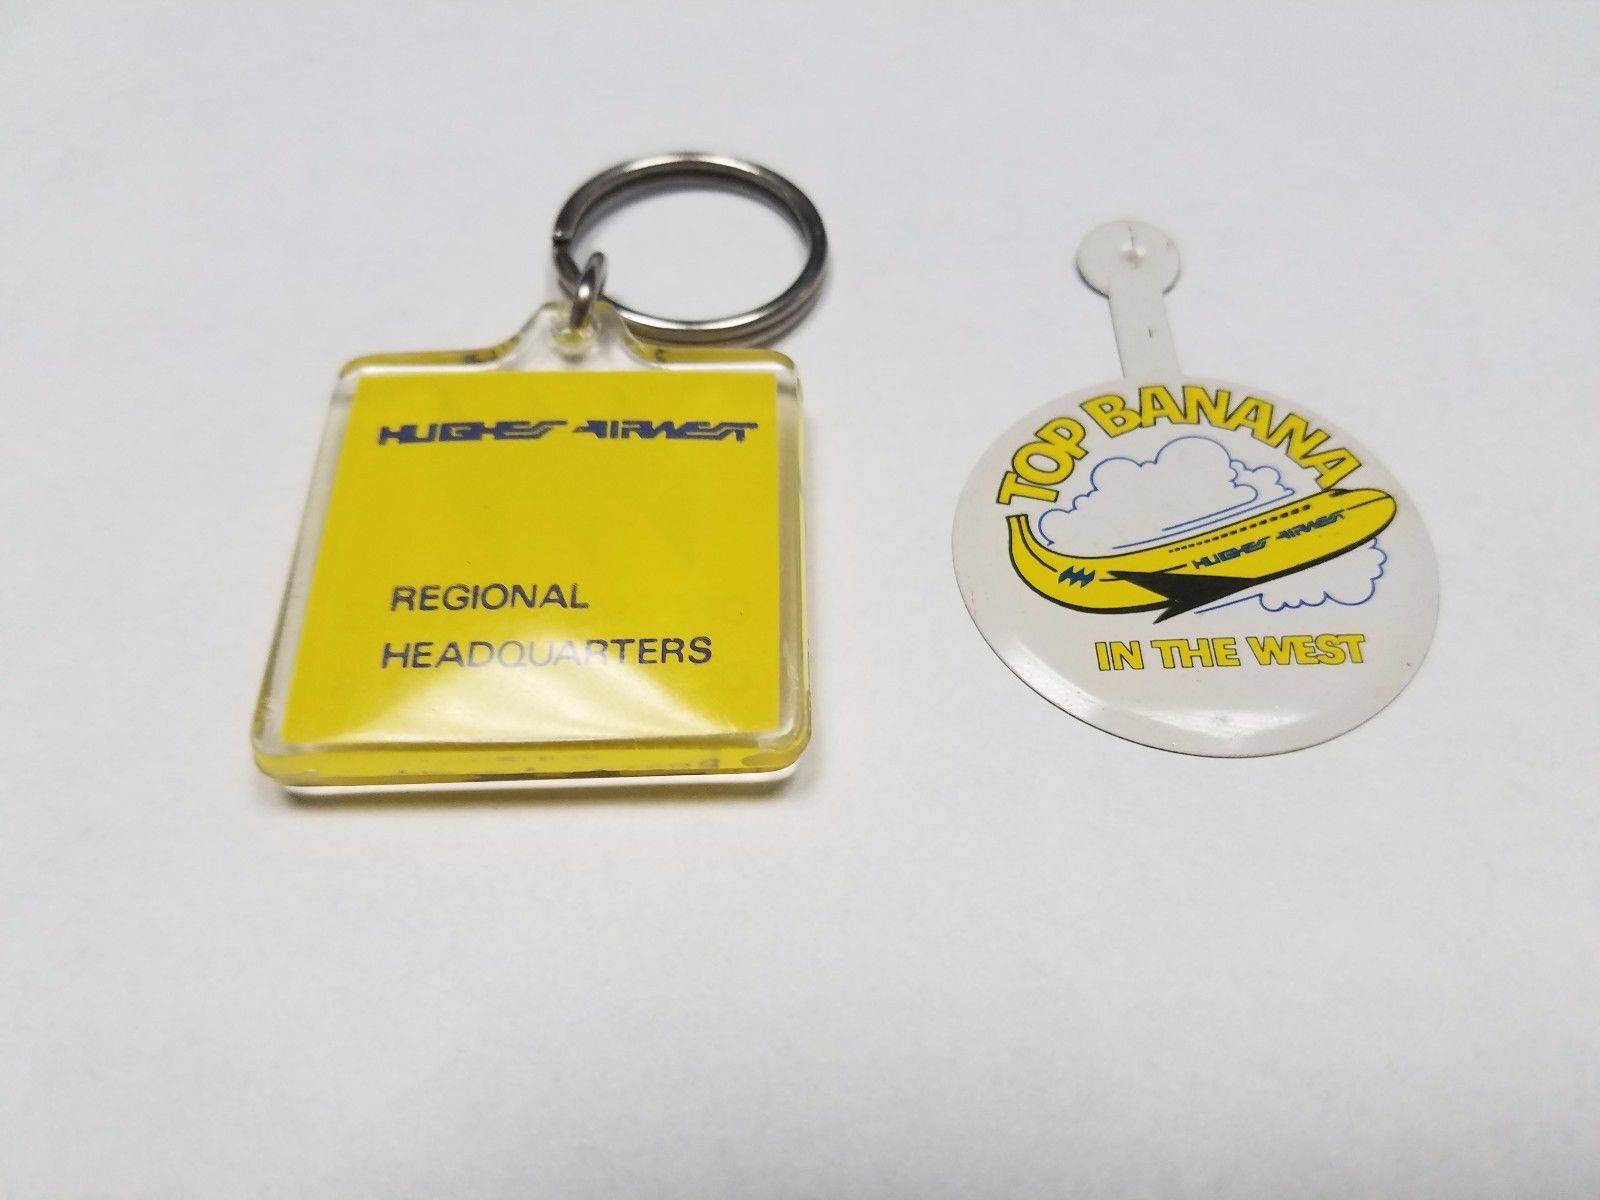 HUGHES AIRWEST
REGIONAL
HEADQUARTERS
TOP BANANA
HUGHES AIRWEST
IN THE WEST